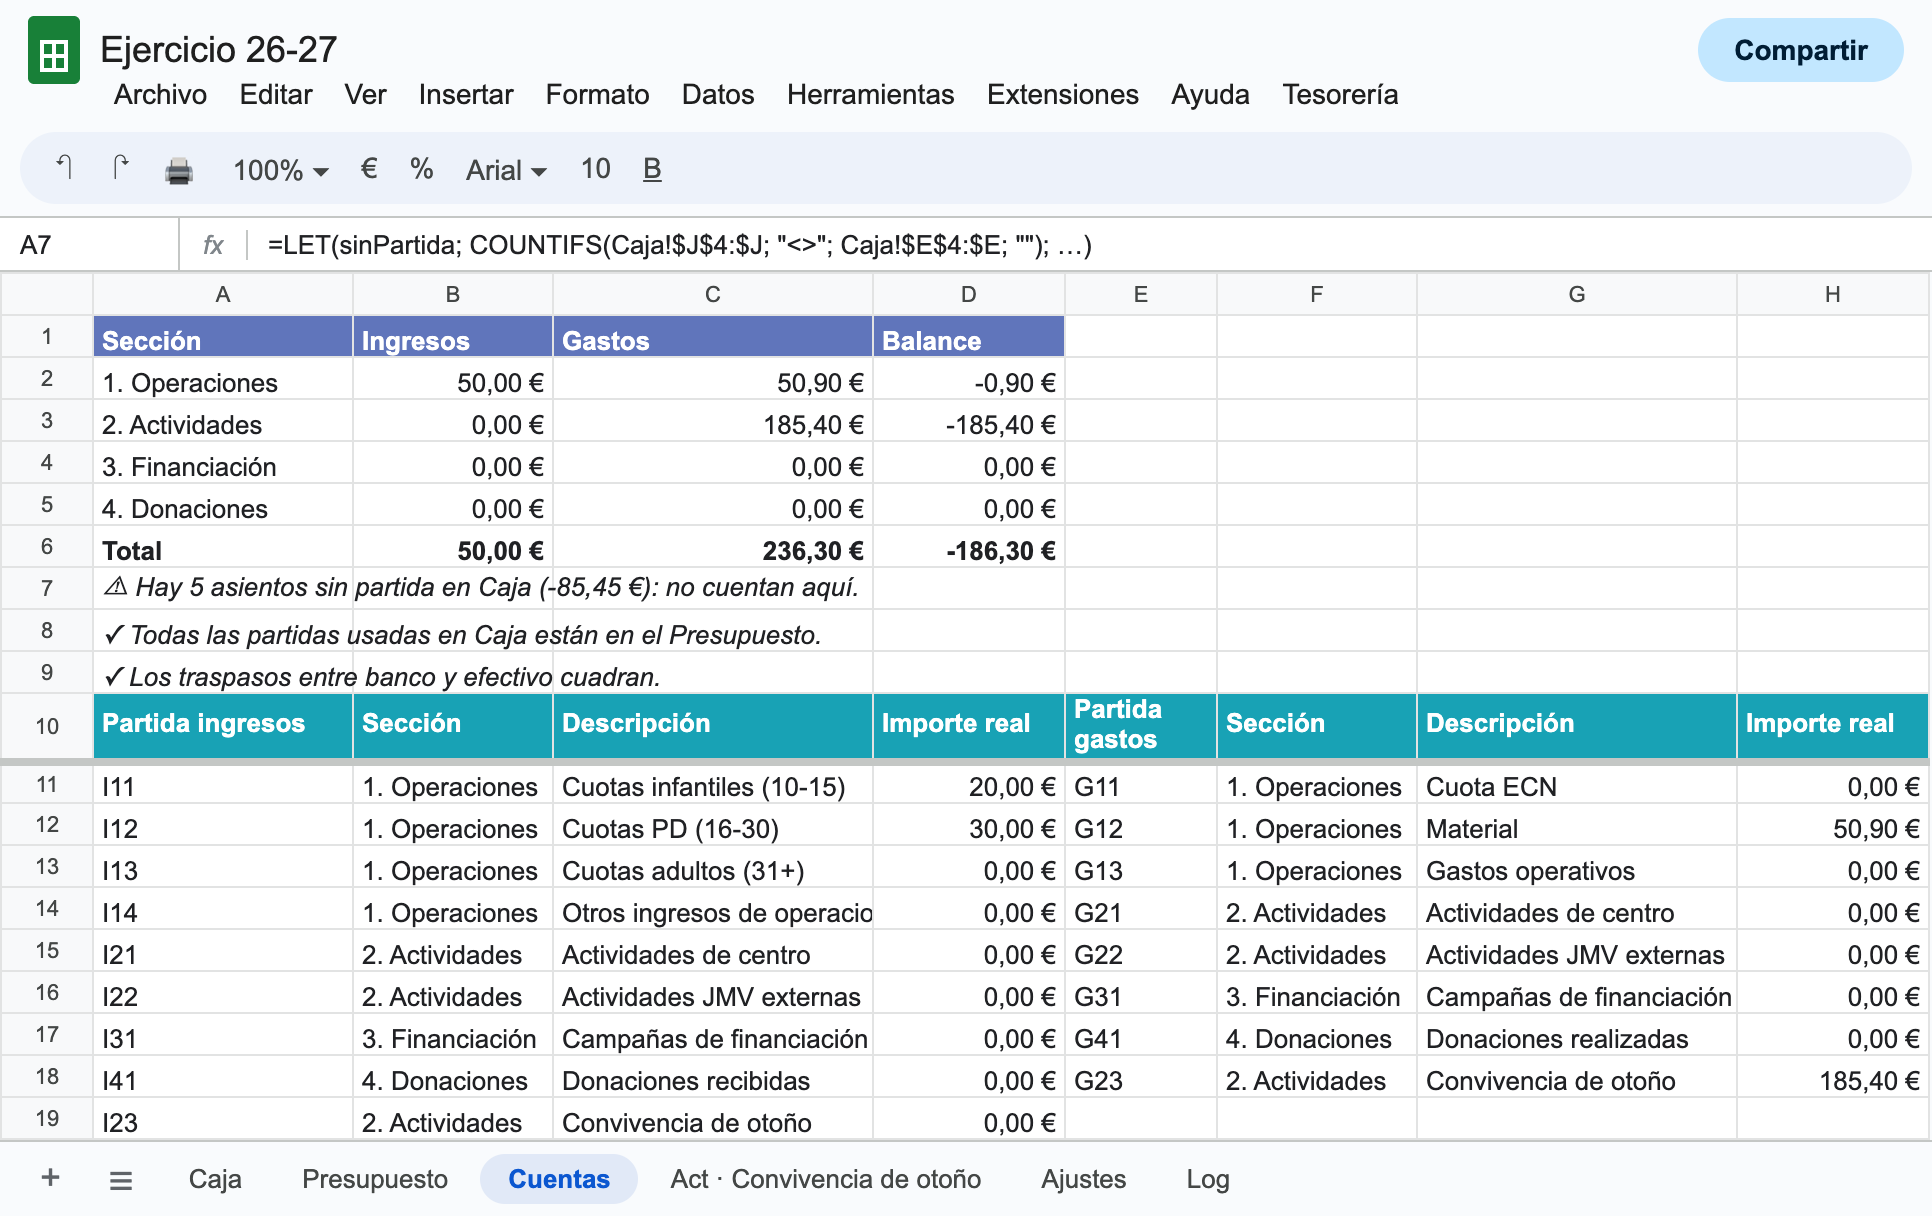 Ejercicio 26-27
Compartir
Archivo Editar Ver Insertar Formato Datos Herramientas Extensiones Ayuda Tesorería
100% € % Arial 10 B
A7 fx =LET(sinPartida; COUNTIFS(Caja!$J$4:$J; "<>"; Caja!$E$4:$E; ""); …)
A B C D E F G H
1 Sección Ingresos Gastos Balance
2 1. Operaciones 50,00 € 50,90 € -0,90 €
3 2. Actividades 0,00 € 185,40 € -185,40 €
4 3. Financiación 0,00 € 0,00 € 0,00 €
5 4. Donaciones 0,00 € 0,00 € 0,00 €
6 Total 50,00 € 236,30 € -186,30 €
7 ⚠ Hay 5 asientos sin partida en Caja (-85,45 €): no cuentan aquí.
8 ✓ Todas las partidas usadas en Caja están en el Presupuesto.
9 ✓ Los traspasos entre banco y efectivo cuadran.
10 Partida ingresos Sección Descripción Importe real Partida gastos Sección Descripción Importe real
11 I11 1. Operaciones Cuotas infantiles (10-15) 20,00 € G11 1. Operaciones Cuota ECN 0,00 €
12 I12 1. Operaciones Cuotas PD (16-30) 30,00 € G12 1. Operaciones Material 50,90 €
13 I13 1. Operaciones Cuotas adultos (31+) 0,00 € G13 1. Operaciones Gastos operativos 0,00 €
14 I14 1. Operaciones Otros ingresos de operacio 0,00 € G21 2. Actividades Actividades de centro 0,00 €
15 I21 2. Actividades Actividades de centro 0,00 € G22 2. Actividades Actividades JMV externas 0,00 €
16 I22 2. Actividades Actividades JMV externas 0,00 € G31 3. Financiación Campañas de financiación 0,00 €
17 I31 3. Financiación Campañas de financiación 0,00 € G41 4. Donaciones Donaciones realizadas 0,00 €
18 I41 4. Donaciones Donaciones recibidas 0,00 € G23 2. Actividades Convivencia de otoño 185,40 €
19 I23 2. Actividades Convivencia de otoño 0,00 €
+ Caja Presupuesto Cuentas Act · Convivencia de otoño Ajustes Log